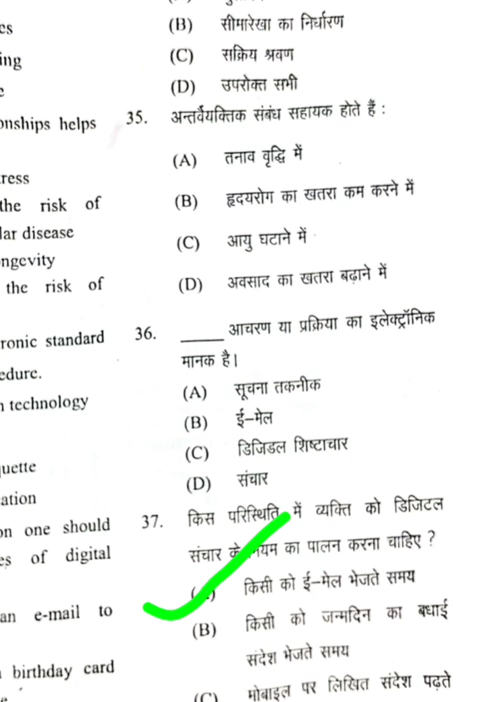 es
ing
e
onships helps
ress
the risk of
lar disease
ngevity
the risk of
ronic standard
edure.
technology
uette
ation
on one should
es of digital
an e-mail to
birthday card
(B) सीमारेखा का निर्धारण
(C) सक्रिय श्रवण
(D) उपरोक्त सभी
35. अन्तर्वैयक्तिक संबंध सहायक होते हैं :
(A) तनाव वृद्धि में
(B) हृदयरोग का खतरा कम करने में
(C) आयु घटाने में
(D) अवसाद का खतरा बढ़ाने में
36. _____ आचरण या प्रक्रिया का इलेक्ट्रॉनिक
मानक है।
(A) सूचना तकनीक
(B) ई-मेल
(C) डिजिडल शिष्टाचार
(D) संचार
37. किस परिस्थिति में व्यक्ति को डिजिटल
संचार के का पालन करना चाहिए ?
किसी को ई-मेल भेजते समय
(B) किसी को जन्मदिन का बधाई
संदेश भेजते समय
(C) मोबाइल पर लिखित संदेश पढ़ते